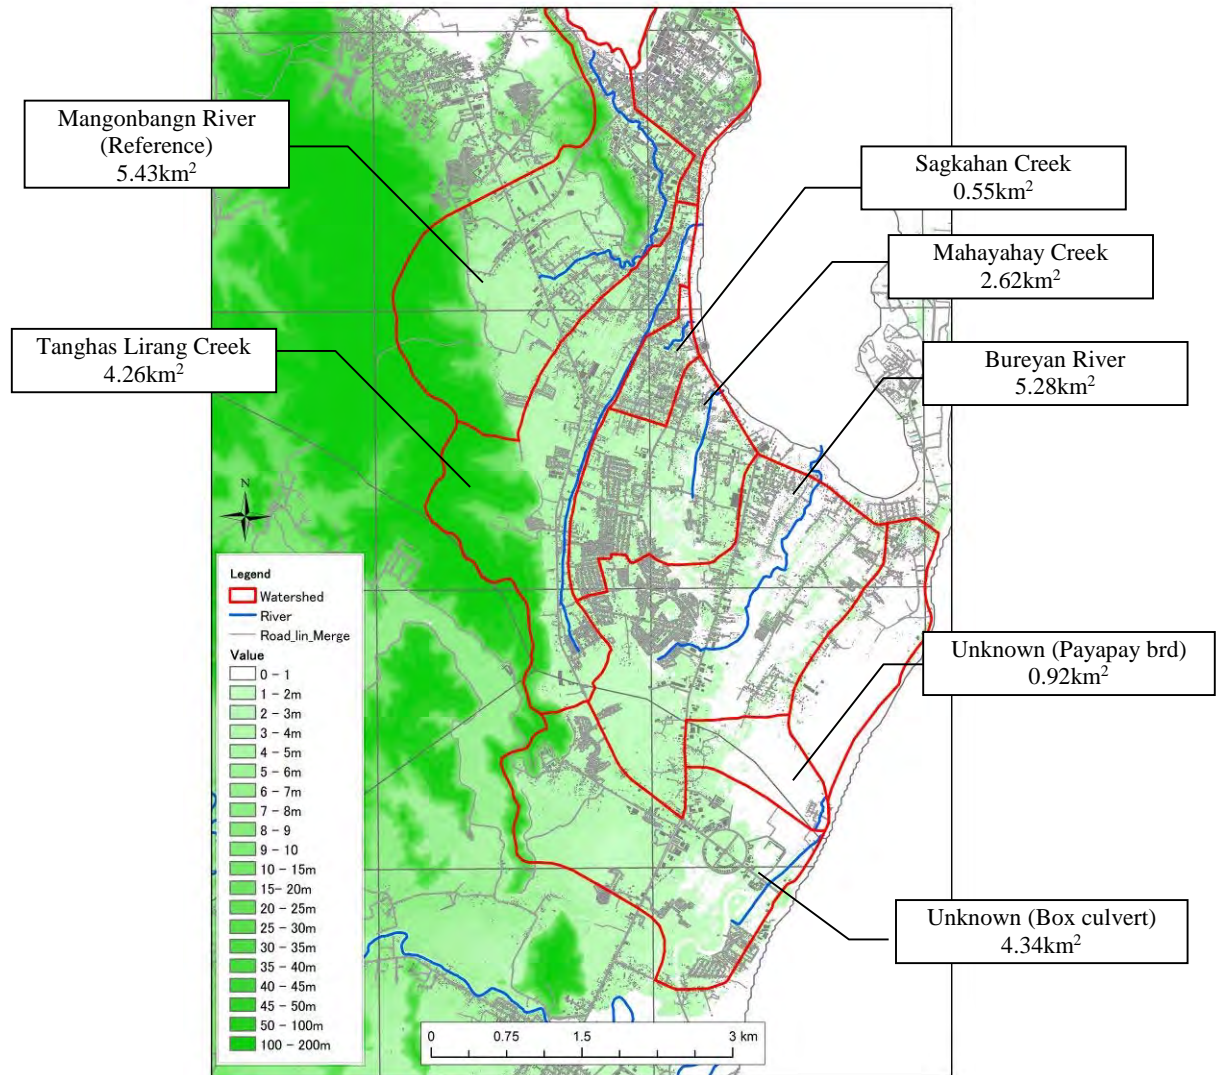 Mangonbangn River
(Reference)
5.43km²
Sagkahan Creek
0.55km²
Mahayahay Creek
2.62km²
Tanghas Lirang Creek
4.26km²
Bureyan River
5.28km²
N
Unknown (Payapay brd)
0.92km²
Unknown (Box culvert)
4.34km²
Legend
Watershed
River
Road_lin_Merge
Value
0 - 1
1 - 2m
2 - 3m
3 - 4m
4 - 5m
5 - 6m
6 - 7m
7 - 8m
8 - 9
9 - 10
10 - 15m
15- 20m
20 - 25m
25 - 30m
30 - 35m
35 - 40m
40 - 45m
45 - 50m
50 - 100m
100 - 200m
0 0.75 1.5 3 km